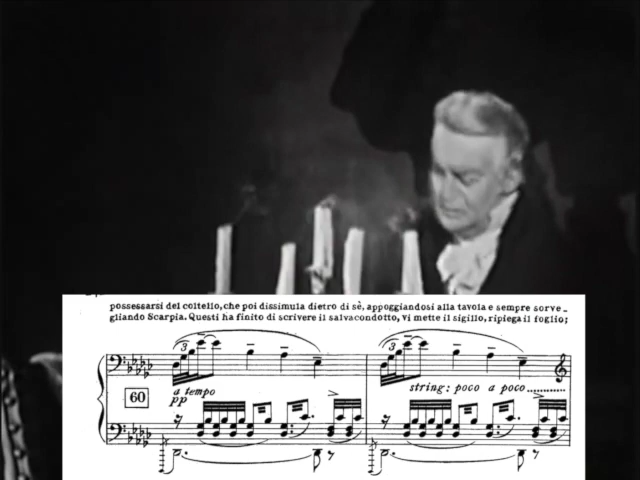 possessarsi del coltello, che poi dissimula dietro di sè, appoggiandosi alla tavola e sempre sorve_
gliando Scarpia. Questi ha finito di scrivere il salvacondotto, vi mette il sigillo, ripiega il foglio;
3 3
a tempo string: poco a poco............
60
pp